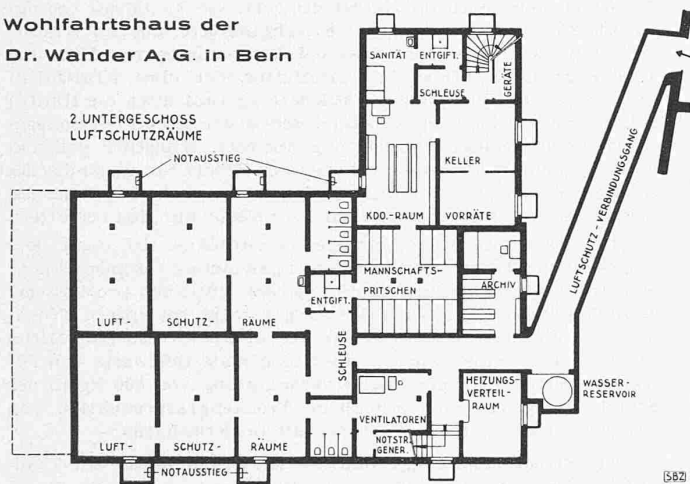 Wohlfahrtshaus der
Dr. Wander A. G. in Bern
2.UNTERGESCHOSS
LUFTSCHUTZRÄUME
NOTAUSSTIEG
SANITÄT
ENTGIFT.
SCHLEUSE
GERÄTE
KELLER
KDO.-RAUM
VORRÄTE
LUFTSCHUTZ-VERBINDUNGSGANG
MANNSCHAFTS-
PRITSCHEN
ARCHIV
ENTGIFT.
LUFT-
SCHUTZ-
RÄUME
SCHLEUSE
VENTILATOREN
HEIZUNGS-
VERTEIL-
RAUM
WASSER-
RESERVOIR
NOTSTR.
GENER.
LUFT-
SCHUTZ-
RÄUME
NOTAUSSTIEG
SBZ